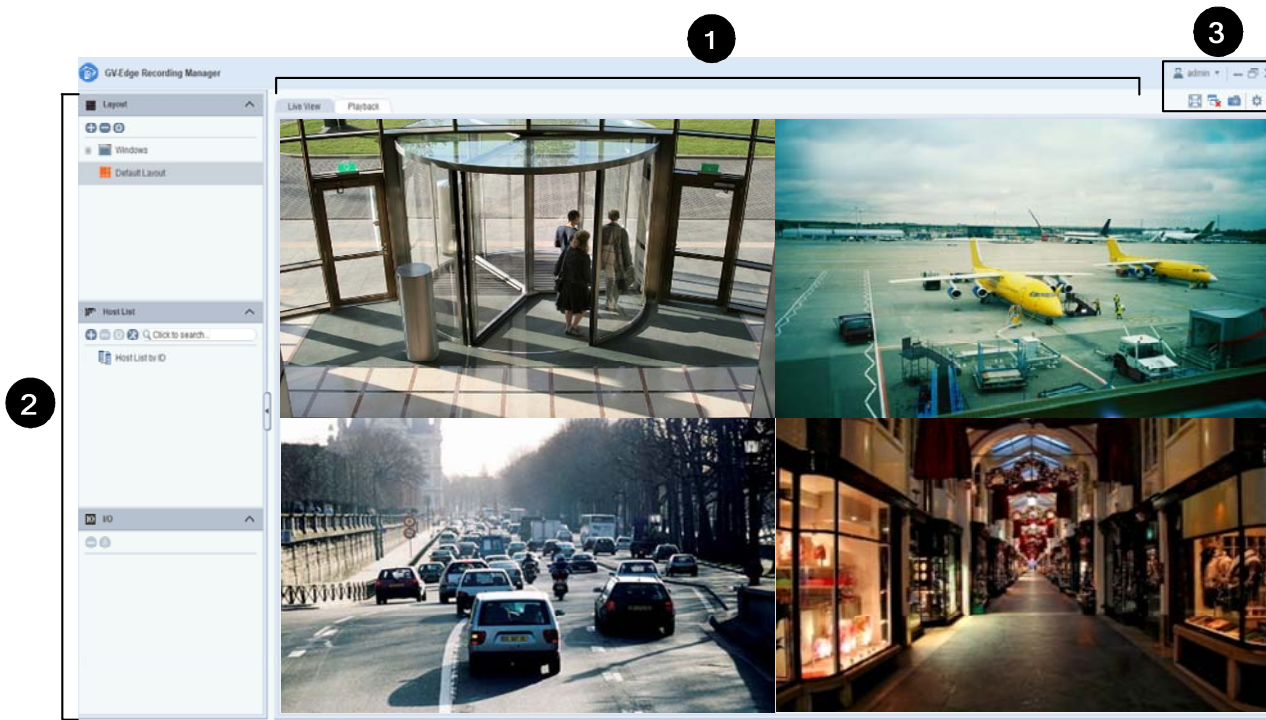 1
3
GV-Edge Recording Manager
admin
Layout
Live View
Playback
Windows
Default Layout
Host List
Click to search...
Host List by ID
2
I/O